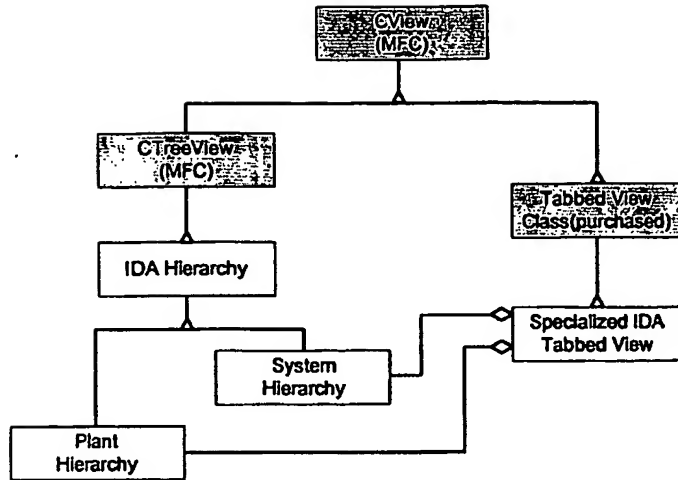 CView
(MFC)
CTreeView
(MFC)
Tabbed View
Class(purchased)
IDA Hierarchy
Specialized IDA
Tabbed View
System
Hierarchy
Plant
Hierarchy